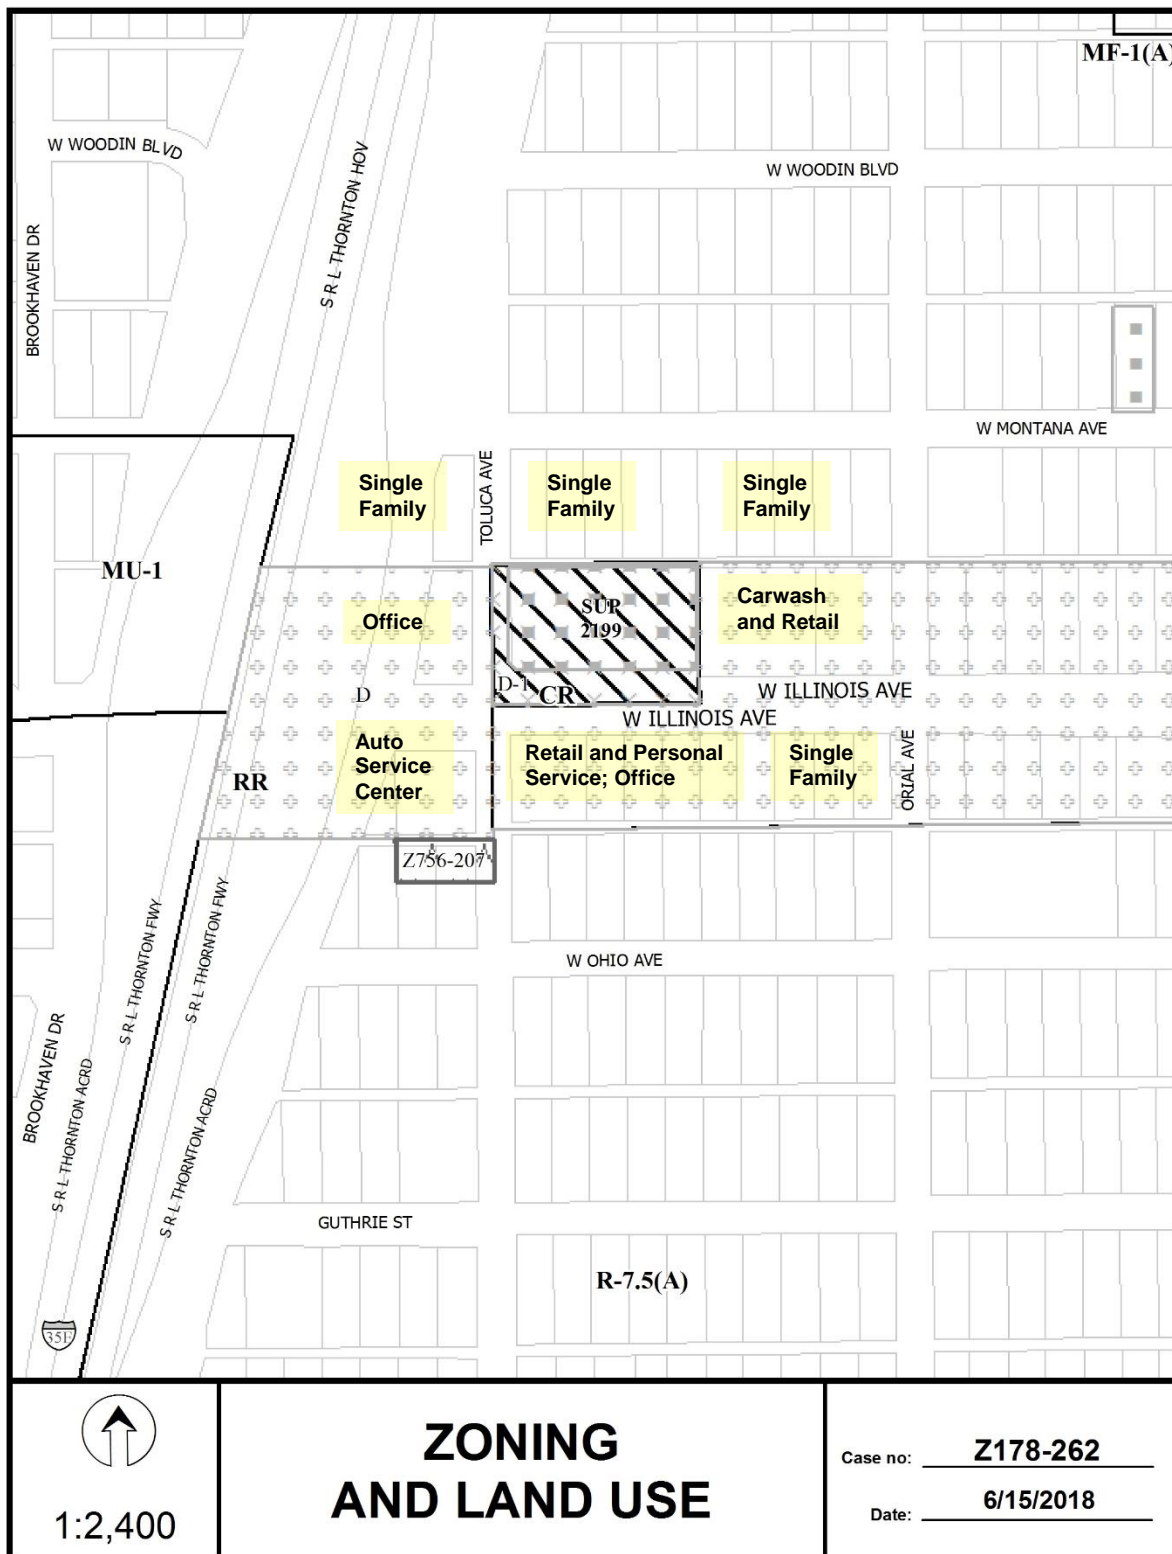 MF-1(A)
W WOODIN BLVD
W WOODIN BLVD
S R L THORNTON HOV
BROOKHAVEN DR
W MONTANA AVE
TOLUCA AVE
Single
Family
Single
Family
Single
Family
MU-1
Office
SUP
2199
Carwash
and Retail
D
D-1
CR
W ILLINOIS AVE
W ILLINOIS AVE
Auto
Service
Center
Retail and Personal
Service; Office
Single
Family
ORIAL AVE
RR
Z756-207
S R L THORNTON FWY
S R L THORNTON FWY
W OHIO AVE
BROOKHAVEN DR
S R L THORNTON ACRD
S R L THORNTON ACRD
GUTHRIE ST
R-7.5(A)
35E
1:2,400
ZONING
AND LAND USE
Case no: Z178-262
Date: 6/15/2018